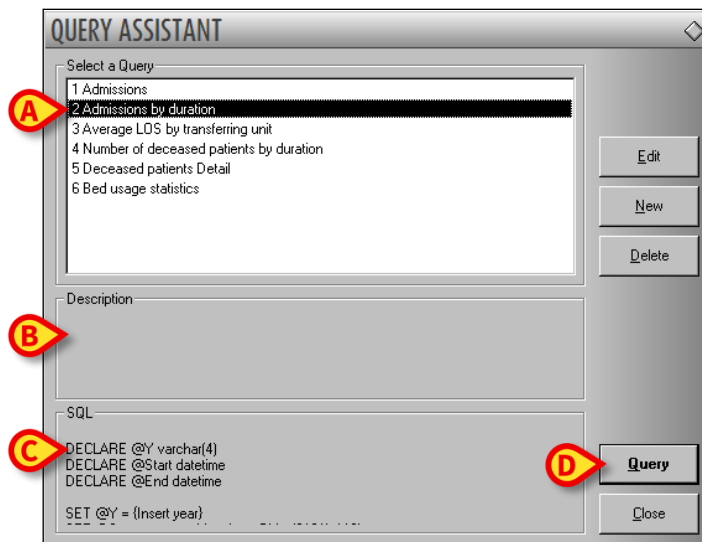 QUERY ASSISTANT
Select a Query
1 Admissions
A
2 Admissions by duration
3 Average LOS by transferring unit
4 Number of deceased patients by duration
5 Deceased patients Detail
6 Bed usage statistics
Edit
New
Delete
Description
B
SQL
C
DECLARE @Y varchar(4)
DECLARE @Start datetime
DECLARE @End datetime
SET @Y = {Insert year}
D
Query
Close